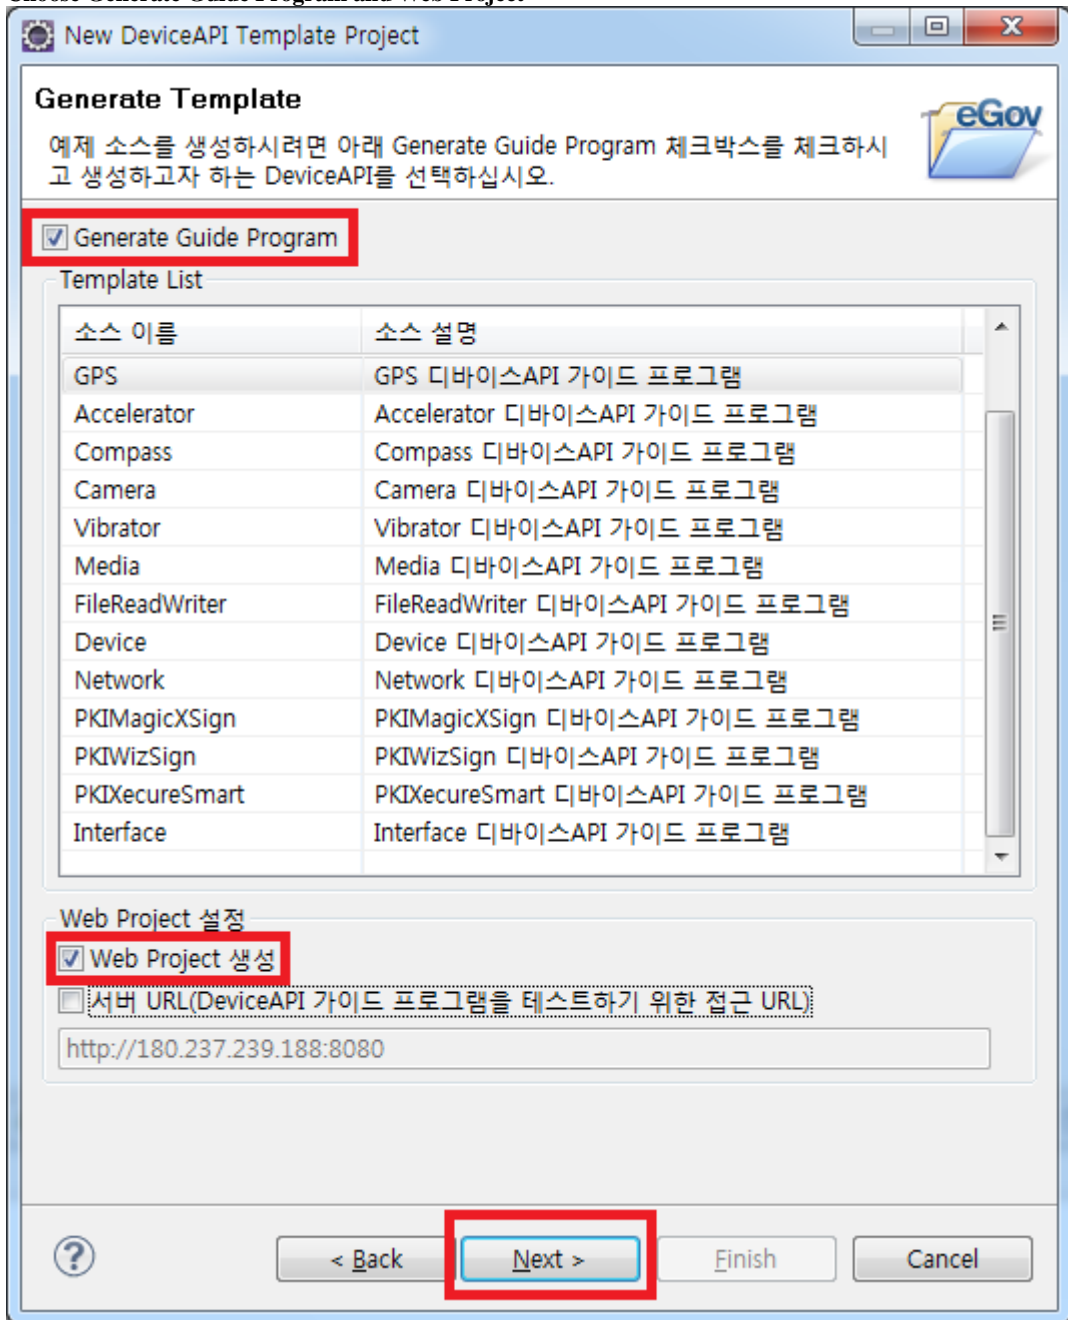 Choose Generate Guide Program and Web Project
New DeviceAPI Template Project
Generate Template
eGov
예제 소스를 생성하시려면 아래 Generate Guide Program 체크박스를 체크하시
고 생성하고자 하는 DeviceAPI를 선택하십시오.
Generate Guide Program
Template List
소스 이름 소스 설명
GPS GPS 디바이스API 가이드 프로그램
Accelerator Accelerator 디바이스API 가이드 프로그램
Compass Compass 디바이스API 가이드 프로그램
Camera Camera 디바이스API 가이드 프로그램
Vibrator Vibrator 디바이스API 가이드 프로그램
Media Media 디바이스API 가이드 프로그램
FileReadWriter FileReadWriter 디바이스API 가이드 프로그램
Device Device 디바이스API 가이드 프로그램
Network Network 디바이스API 가이드 프로그램
PKIMagicXSign PKIMagicXSign 디바이스API 가이드 프로그램
PKIWizSign PKIWizSign 디바이스API 가이드 프로그램
PKIXecureSmart PKIXecureSmart 디바이스API 가이드 프로그램
Interface Interface 디바이스API 가이드 프로그램
Web Project 설정
Web Project 생성
서버 URL(DeviceAPI 가이드 프로그램을 테스트하기 위한 접근 URL)
http://180.237.239.188:8080
? < Back Next > Finish Cancel